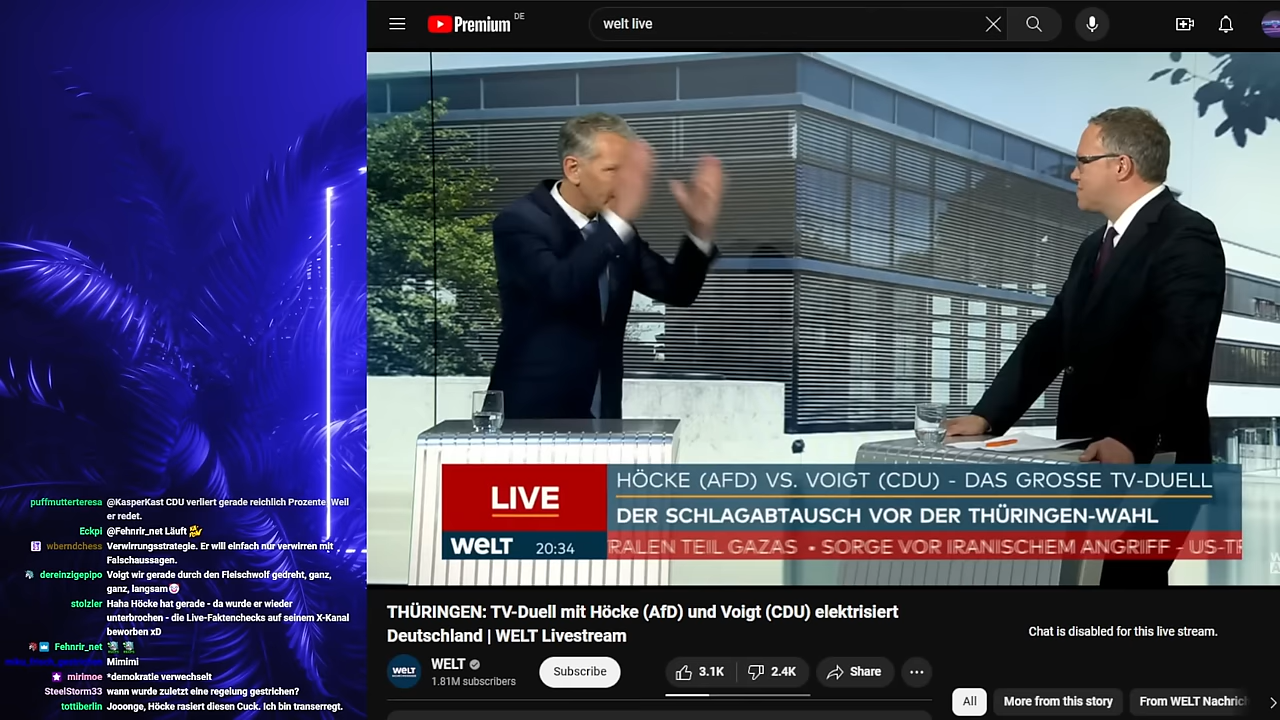 Premium DE
welt live
HÖCKE (AFD) VS. VOIGT (CDU) - DAS GROSSE TV-DUELL
LIVE
DER SCHLAGABTAUSCH VOR DER THÜRINGEN-WAHL
WELT 20:34
RALEN TEIL GAZAS • SORGE VOR IRANISCHEM ANGRIFF - US-TR
puffmutterteresa @KasperKast CDU verliert gerade reichlich Prozente. Weil
er redet.
Eckpi @Fehnrir_net Läuft
wberndchess Verwirrungsstrategie. Er will einfach nur verwirren mit
Falschaussagen.
dereinzigepipo Voigt wir gerade durch den Fleischwolf gedreht, ganz,
ganz, langsam
stolzler Haha Höcke hat gerade - da wurde er wieder
unterbrochen - die Live-Faktenchecks auf seinem X-Kanal
beworben xD
Fehnrir_net
Mimimi
mirimoe *demokratie verwechselt
SteelStorm33 wann wurde zuletzt eine regelung gestrichen?
tottiberlin Jooonge, Höcke rasiert diesen Cuck. Ich bin transerregt.
THÜRINGEN: TV-Duell mit Höcke (AfD) und Voigt (CDU) elektrisiert
Deutschland | WELT Livestream
Chat is disabled for this live stream.
welt
WELT
1.81M subscribers
Subscribe
3.1K
2.4K
Share
All
More from this story
From WELT Nachric